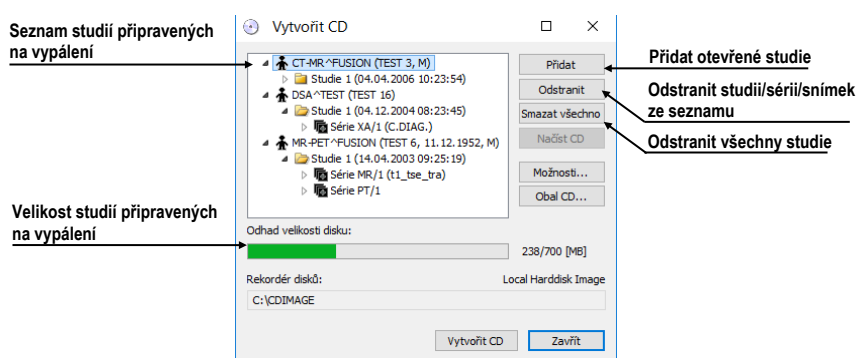 Seznam studií připravených
na vypálení
Vytvořit CD
CT-MR^FUSION (TEST 3, M)
Studie 1 (04.04.2006 10:23:54)
DSA^TEST (TEST 16)
Studie 1 (04.12.2004 08:23:45)
Série XA/1 (C.DIAG.)
MR-PET^FUSION (TEST 6, 11.12.1952, M)
Studie 1 (14.04.2003 09:25:19)
Série MR/1 (t1_tse_tra)
Série PT/1
Přidat
Odstranit
Smazat všechno
Načíst CD
Možnosti...
Obal CD...
Přidat otevřené studie
Odstranit studii/sérii/snímek
ze seznamu
Odstranit všechny studie
Velikost studií připravených
na vypálení
Odhad velikosti disku:
238/700 [MB]
Rekordér disků: Local Harddisk Image
C:\CDIMAGE
Vytvořit CD Zavřít